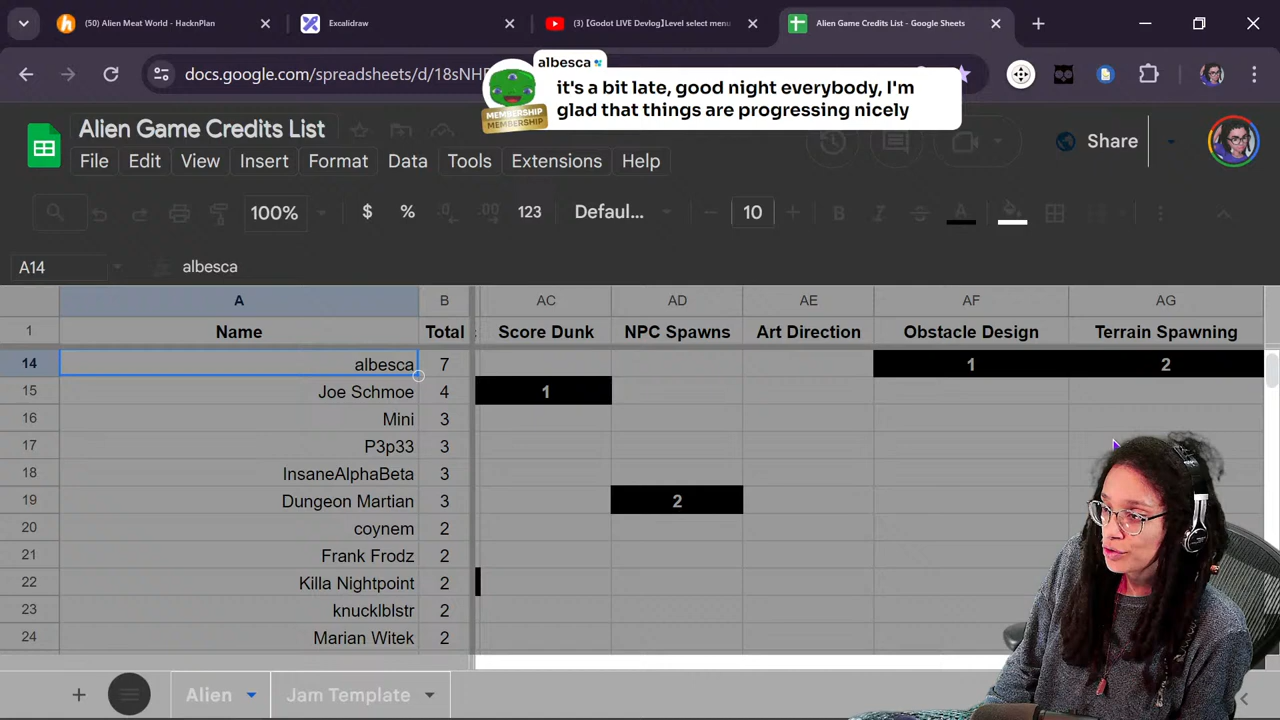 (50) Alien Meat World - HacknPlan
Excalidraw
(3) 【Godot LIVE Devlog】Level select menu
Alien Game Credits List - Google Sheets
docs.google.com/spreadsheets/d/18sNHF
albesca
it's a bit late, good night everybody, I'm
glad that things are progressing nicely
MEMBERSHIP
MEMBERSHIP
Alien Game Credits List
File Edit View Insert Format Data Tools Extensions Help
Share
100% $ % .0 .00 123 Defaul... 10 B I S A
A14 albesca
A B AC AD AE AF AG
1 Name Total Score Dunk NPC Spawns Art Direction Obstacle Design Terrain Spawning
14 albesca 7 1 2
15 Joe Schmoe 4 1
16 Mini 3
17 P3p33 3
18 InsaneAlphaBeta 3
19 Dungeon Martian 3 2
20 coynem 2
21 Frank Frodz 2
22 Killa Nightpoint 2
23 knucklblstr 2
24 Marian Witek 2
Alien Jam Template